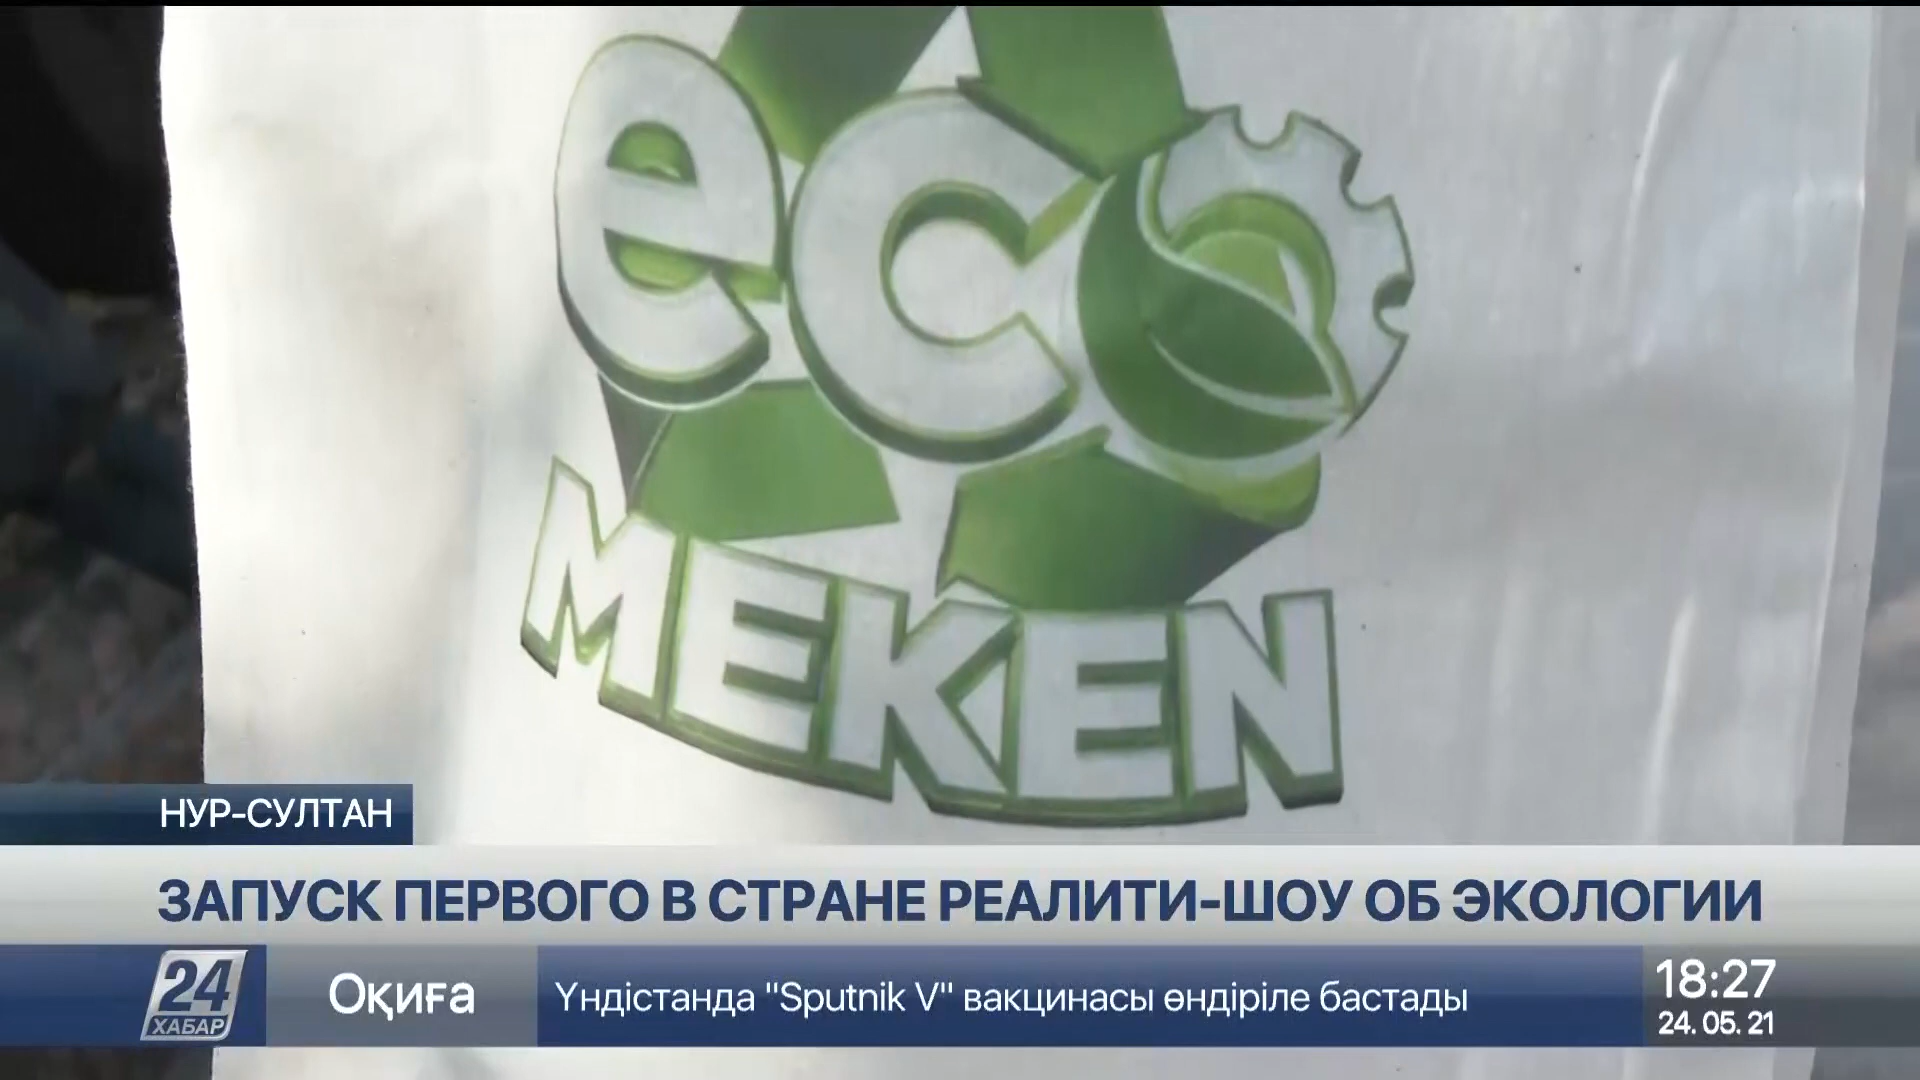 eco
MEKEN
НУР-СУЛТАН
ЗАПУСК ПЕРВОГО В СТРАНЕ РЕАЛИТИ-ШОУ ОБ ЭКОЛОГИИ
24
ХАБАР
Оқиға
Үндістанда "Sputnik V" вакцинасы өндіріле бастады
18:27
24. 05. 21